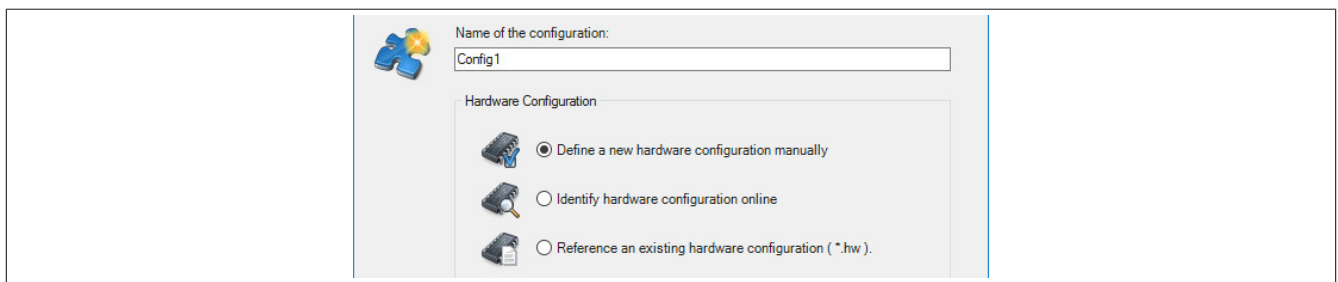 Name of the configuration:
Config1
Hardware Configuration
Define a new hardware configuration manually
Identify hardware configuration online
Reference an existing hardware configuration ( *.hw ).